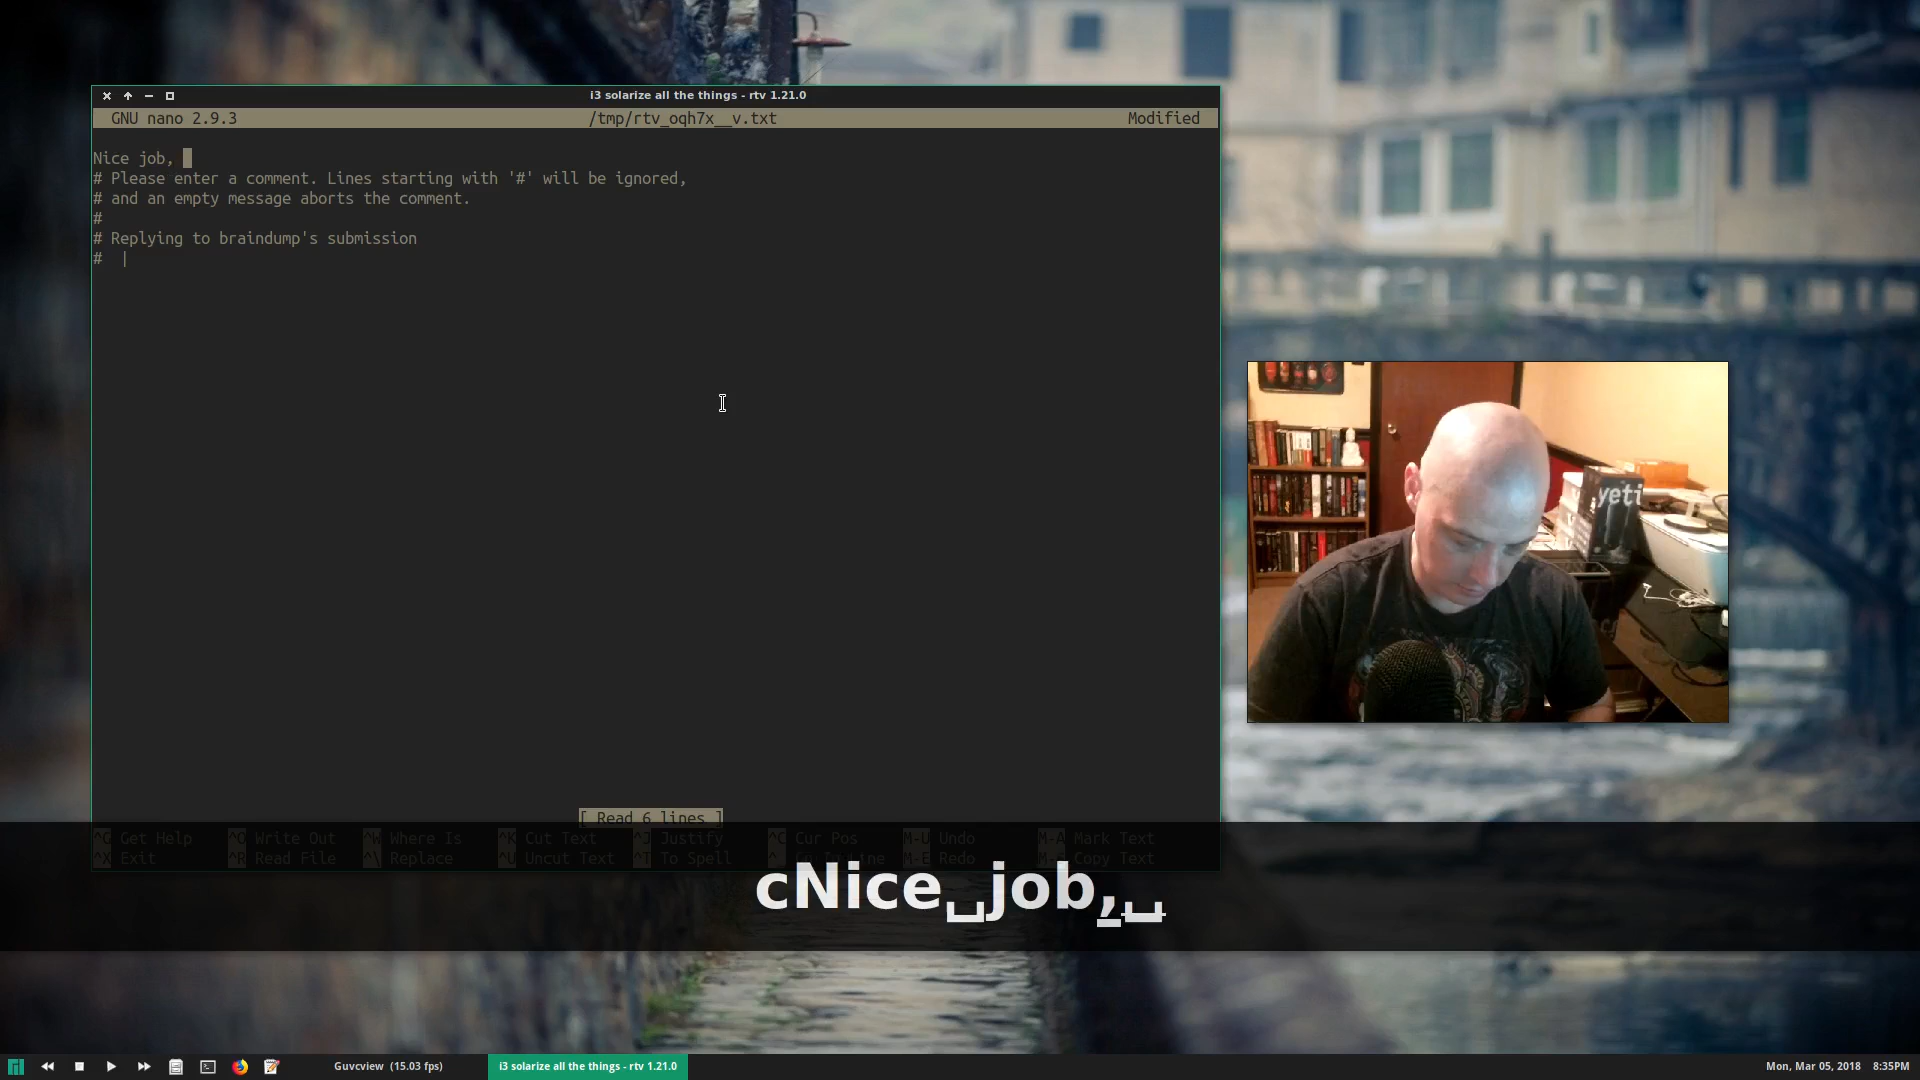 i3 solarize all the things - rtv 1.21.0
GNU nano 2.9.3 /tmp/rtv_oqh7x__v.txt Modified
Nice job,
# Please enter a comment. Lines starting with '#' will be ignored,
# and an empty message aborts the comment.
#
# Replying to braindump's submission
# |
yeti
[ Read 6 lines ]
^G Get Help ^O Write Out ^W Where Is ^K Cut Text ^J Justify ^C Cur Pos M-U Undo M-A Mark Text
^X Exit ^R Read File ^\ Replace ^U Uncut Text ^T To Spell M-E Redo Copy Text
cNice␣job,␣
Guvcview (15.03 fps) i3 solarize all the things - rtv 1.21.0 Mon, Mar 05, 2018 8:35PM